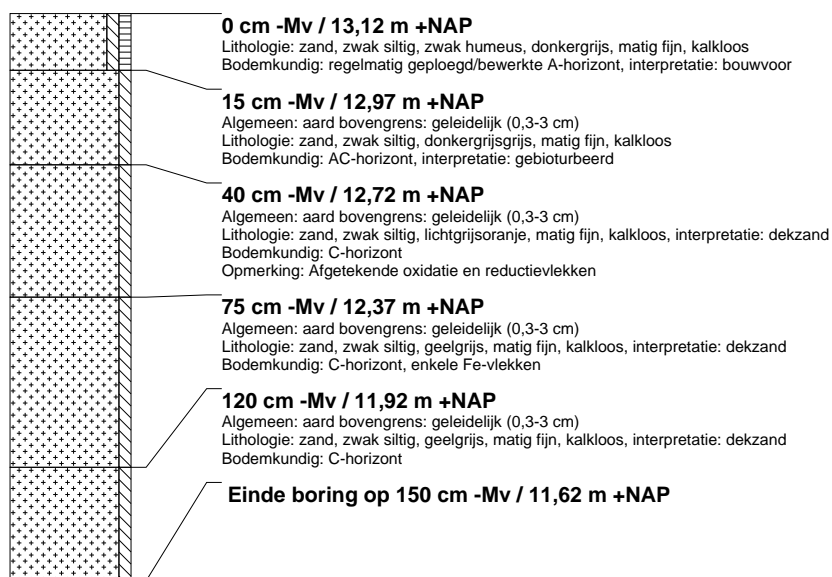 0 cm -Mv / 13,12 m +NAP
Lithologie: zand, zwak siltig, zwak humeus, donkergrijs, matig fijn, kalkloos
Bodemkundig: regelmatig geploegd/bewerkte A-horizont, interpretatie: bouwvoor
15 cm -Mv / 12,97 m +NAP
Algemeen: aard bovengrens: geleidelijk (0,3-3 cm)
Lithologie: zand, zwak siltig, donkergrijsgrijs, matig fijn, kalkloos
Bodemkundig: AC-horizont, interpretatie: gebioturbeerd
40 cm -Mv / 12,72 m +NAP
Algemeen: aard bovengrens: geleidelijk (0,3-3 cm)
Lithologie: zand, zwak siltig, lichtgrijsoranje, matig fijn, kalkloos, interpretatie: dekzand
Bodemkundig: C-horizont
Opmerking: Afgetekende oxidatie en reductievlekken
75 cm -Mv / 12,37 m +NAP
Algemeen: aard bovengrens: geleidelijk (0,3-3 cm)
Lithologie: zand, zwak siltig, geelgrijs, matig fijn, kalkloos, interpretatie: dekzand
Bodemkundig: C-horizont, enkele Fe-vlekken
120 cm -Mv / 11,92 m +NAP
Algemeen: aard bovengrens: geleidelijk (0,3-3 cm)
Lithologie: zand, zwak siltig, geelgrijs, matig fijn, kalkloos, interpretatie: dekzand
Bodemkundig: C-horizont
Einde boring op 150 cm -Mv / 11,62 m +NAP